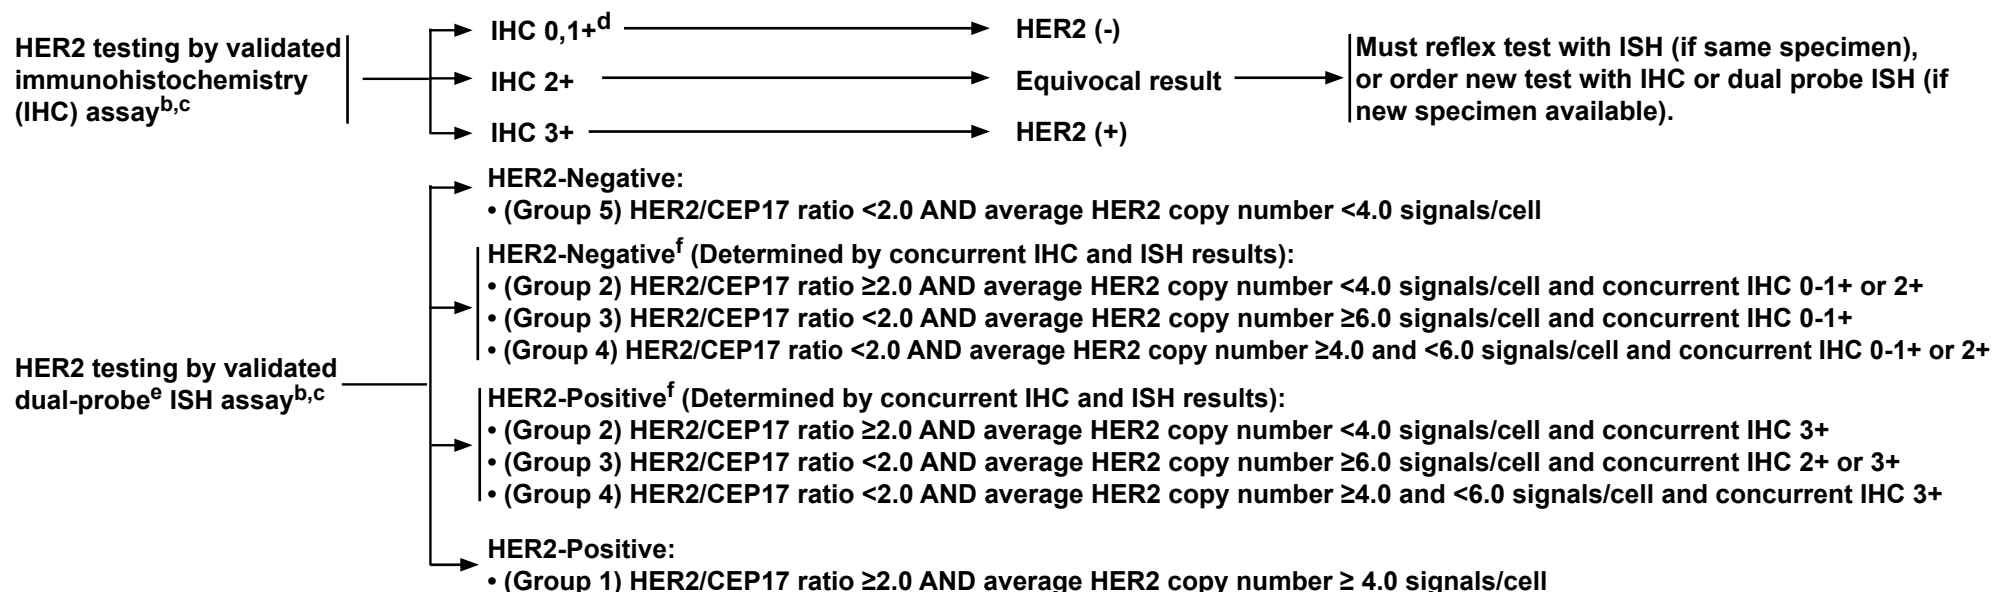 HER2 testing by validated
immunohistochemistry
(IHC) assay^b,c
IHC 0,1+^d
HER2 (-)
IHC 2+
Equivocal result
Must reflex test with ISH (if same specimen),
or order new test with IHC or dual probe ISH (if
new specimen available).
IHC 3+
HER2 (+)
HER2 testing by validated
dual-probe^e ISH assay^b,c
HER2-Negative:
• (Group 5) HER2/CEP17 ratio <2.0 AND average HER2 copy number <4.0 signals/cell
HER2-Negative^f (Determined by concurrent IHC and ISH results):
• (Group 2) HER2/CEP17 ratio ≥2.0 AND average HER2 copy number <4.0 signals/cell and concurrent IHC 0-1+ or 2+
• (Group 3) HER2/CEP17 ratio <2.0 AND average HER2 copy number ≥6.0 signals/cell and concurrent IHC 0-1+
• (Group 4) HER2/CEP17 ratio <2.0 AND average HER2 copy number ≥4.0 and <6.0 signals/cell and concurrent IHC 0-1+ or 2+
HER2-Positive^f (Determined by concurrent IHC and ISH results):
• (Group 2) HER2/CEP17 ratio ≥2.0 AND average HER2 copy number <4.0 signals/cell and concurrent IHC 3+
• (Group 3) HER2/CEP17 ratio <2.0 AND average HER2 copy number ≥6.0 signals/cell and concurrent IHC 2+ or 3+
• (Group 4) HER2/CEP17 ratio <2.0 AND average HER2 copy number ≥4.0 and <6.0 signals/cell and concurrent IHC 3+
HER2-Positive:
• (Group 1) HER2/CEP17 ratio ≥2.0 AND average HER2 copy number ≥ 4.0 signals/cell